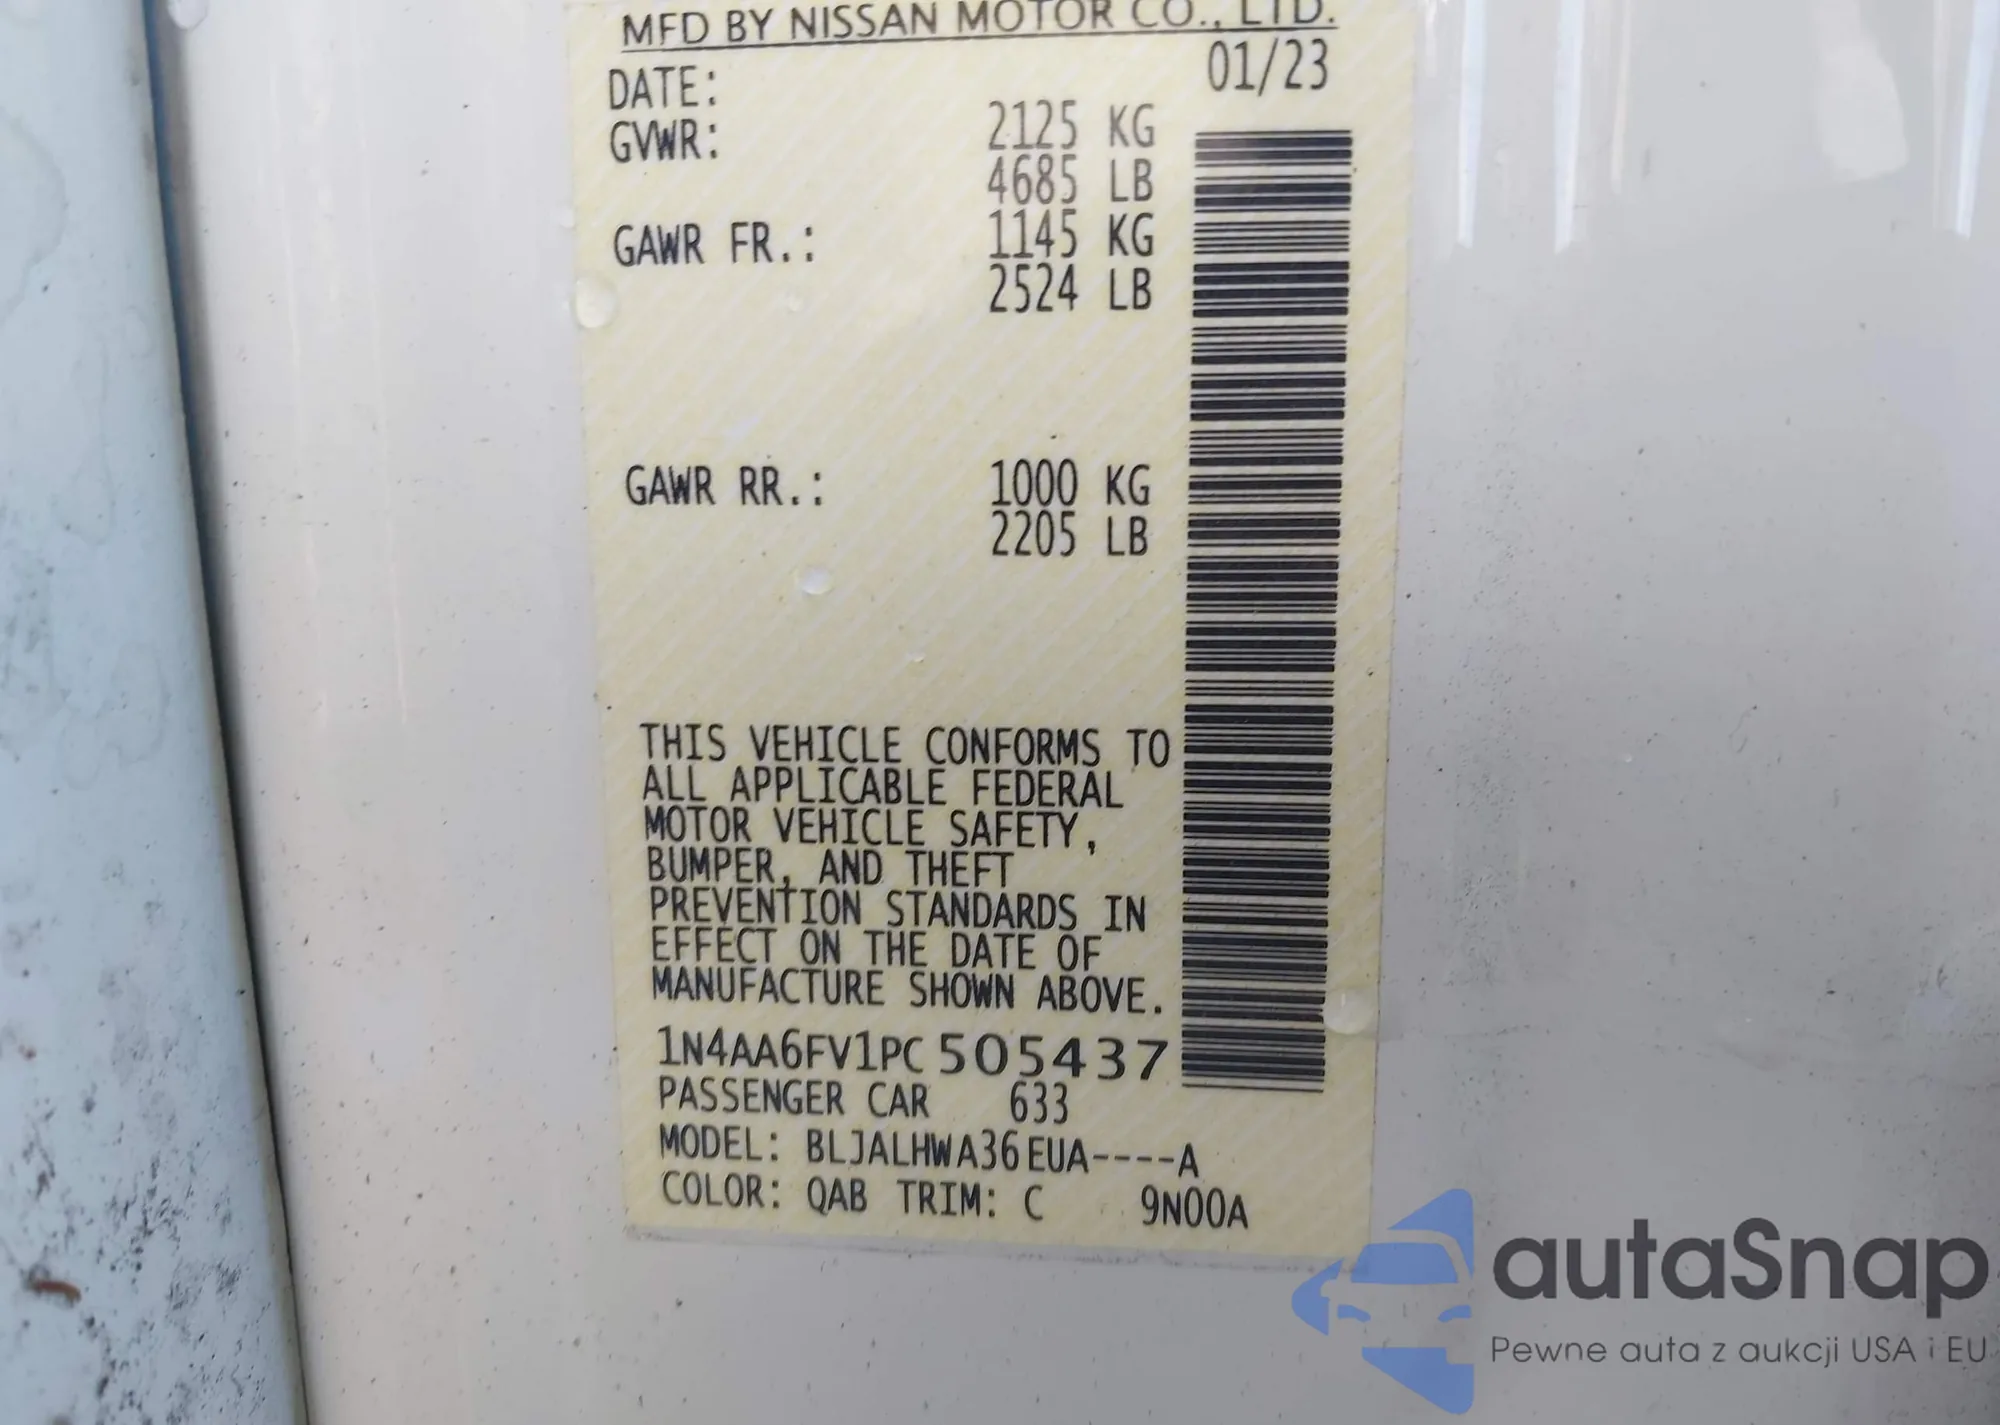 MFD BY NISSAN MOTOR CO., LTD.
DATE: 01/23
GVWR: 2125 KG
4685 LB
GAWR FR.: 1145 KG
2524 LB
GAWR RR.: 1000 KG
2205 LB
THIS VEHICLE CONFORMS TO
ALL APPLICABLE FEDERAL
MOTOR VEHICLE SAFETY,
BUMPER, AND THEFT
PREVENTION STANDARDS IN
EFFECT ON THE DATE OF
MANUFACTURE SHOWN ABOVE.
1N4AA6FV1PC505437
PASSENGER CAR 633
MODEL: BLJALHWA36EUA----A
COLOR: QAB TRIM: C 9N00A
autaSnap
Pewne auta z aukcji USA i EU